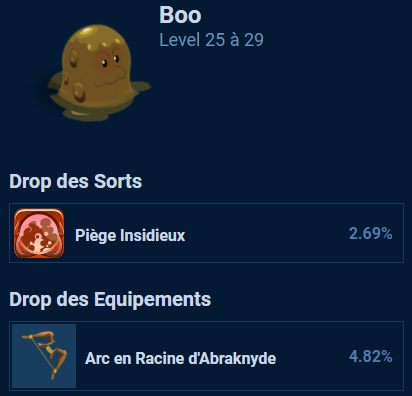 Boo
Level 25 à 29
Drop des Sorts
Piège Insidieux
2.69%
Drop des Equipements
Arc en Racine d'Abraknyde
4.82%